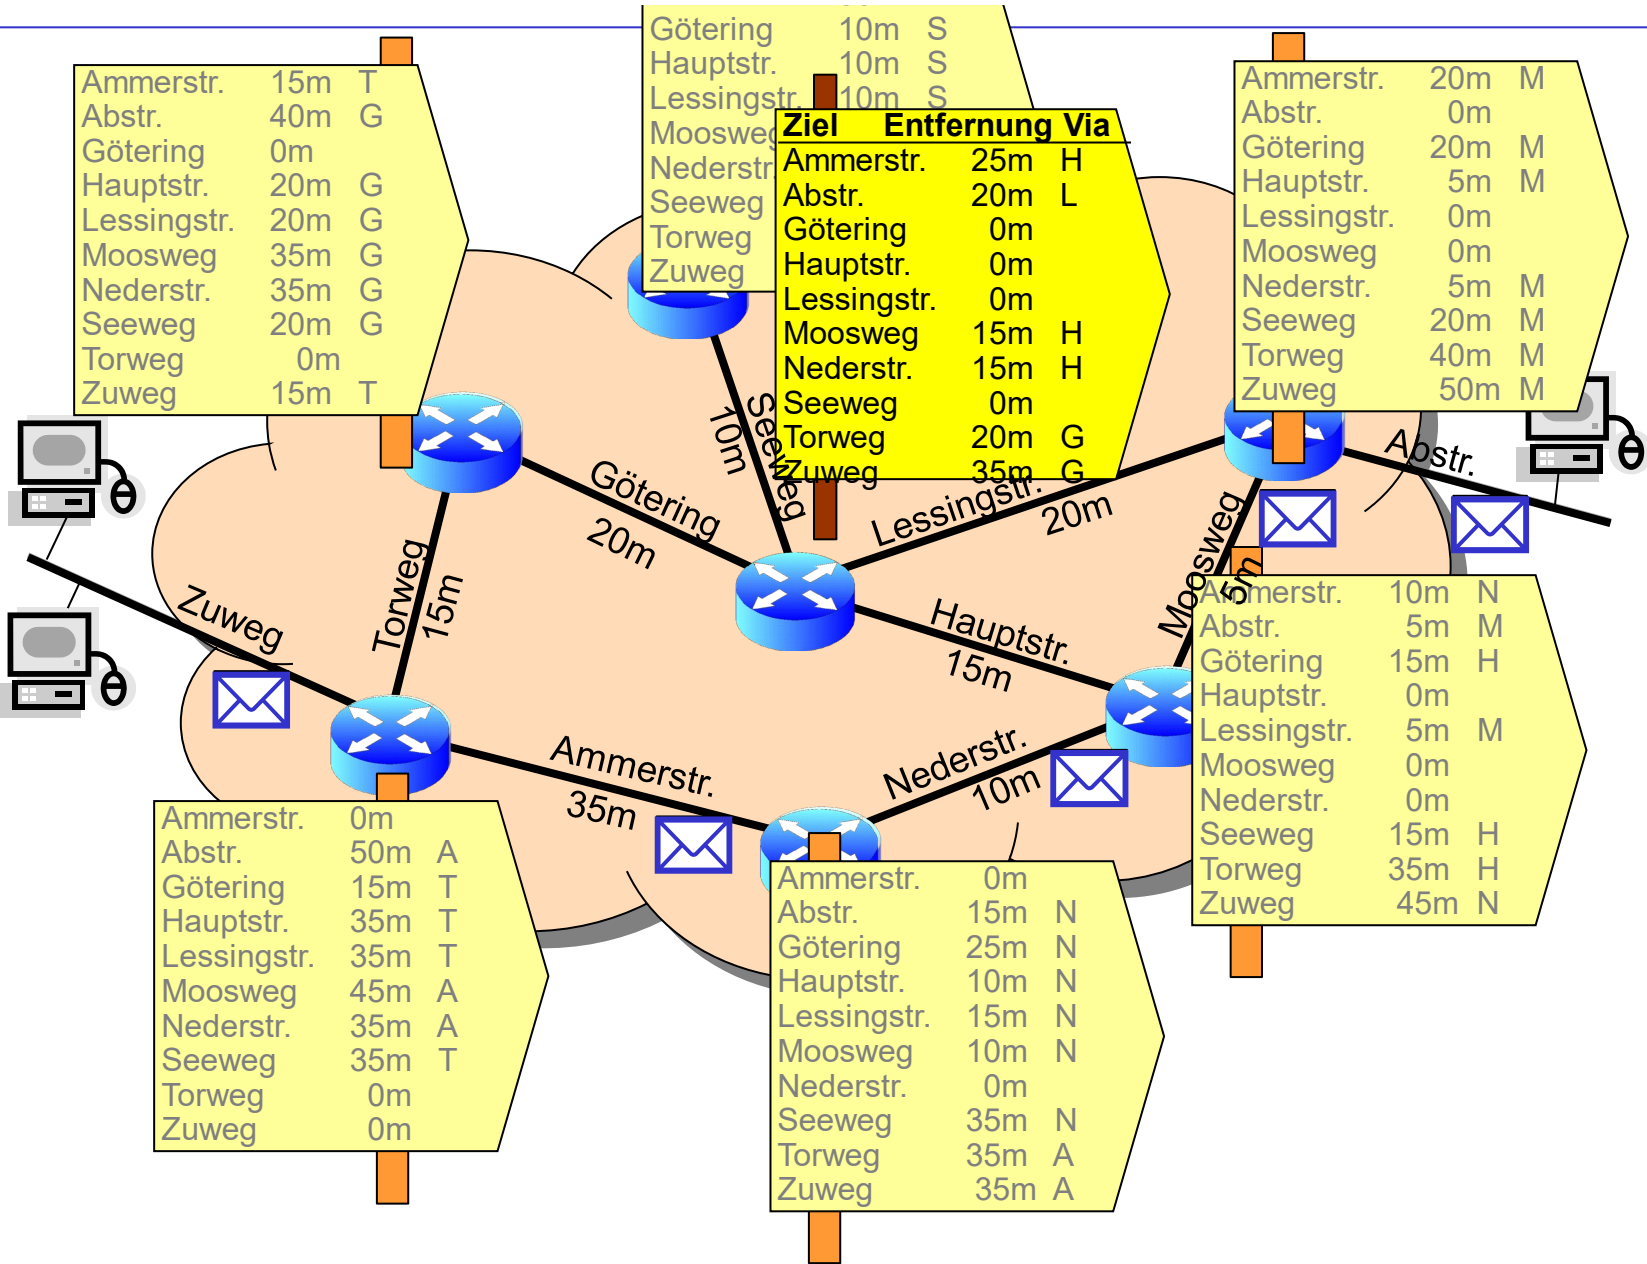 Götering 10m S
Hauptstr. 10m S
Lessingstr. 10m S
Moosweg
Nederstr.
Seeweg
Torweg
Zuweg
Ammerstr. 15m T
Abstr. 40m G
Götering 0m
Hauptstr. 20m G
Lessingstr. 20m G
Moosweg 35m G
Nederstr. 35m G
Seeweg 20m G
Torweg 0m
Zuweg 15m T
Ziel Entfernung Via
Ammerstr. 25m H
Abstr. 20m L
Götering 0m
Hauptstr. 0m
Lessingstr. 0m
Moosweg 15m H
Nederstr. 15m H
Seeweg 0m
Torweg 20m G
Zuweg 35m G
Ammerstr. 20m M
Abstr. 0m
Götering 20m M
Hauptstr. 5m M
Lessingstr. 0m
Moosweg 0m
Nederstr. 5m M
Seeweg 20m M
Torweg 40m M
Zuweg 50m M
Seeweg
10m
Götering
20m
Lessingstr.
20m
Abstr.
Torweg
15m
Zuweg
Hauptstr.
15m
Moosweg
5m
Ammerstr.
35m
Nederstr.
10m
Ammerstr. 10m N
Abstr. 5m M
Götering 15m H
Hauptstr. 0m
Lessingstr. 5m M
Moosweg 0m
Nederstr. 0m
Seeweg 15m H
Torweg 35m H
Zuweg 45m N
Ammerstr. 0m
Abstr. 50m A
Götering 15m T
Hauptstr. 35m T
Lessingstr. 35m T
Moosweg 45m A
Nederstr. 35m A
Seeweg 35m T
Torweg 0m
Zuweg 0m
Ammerstr. 0m
Abstr. 15m N
Götering 25m N
Hauptstr. 10m N
Lessingstr. 15m N
Moosweg 10m N
Nederstr. 0m
Seeweg 35m N
Torweg 35m A
Zuweg 35m A